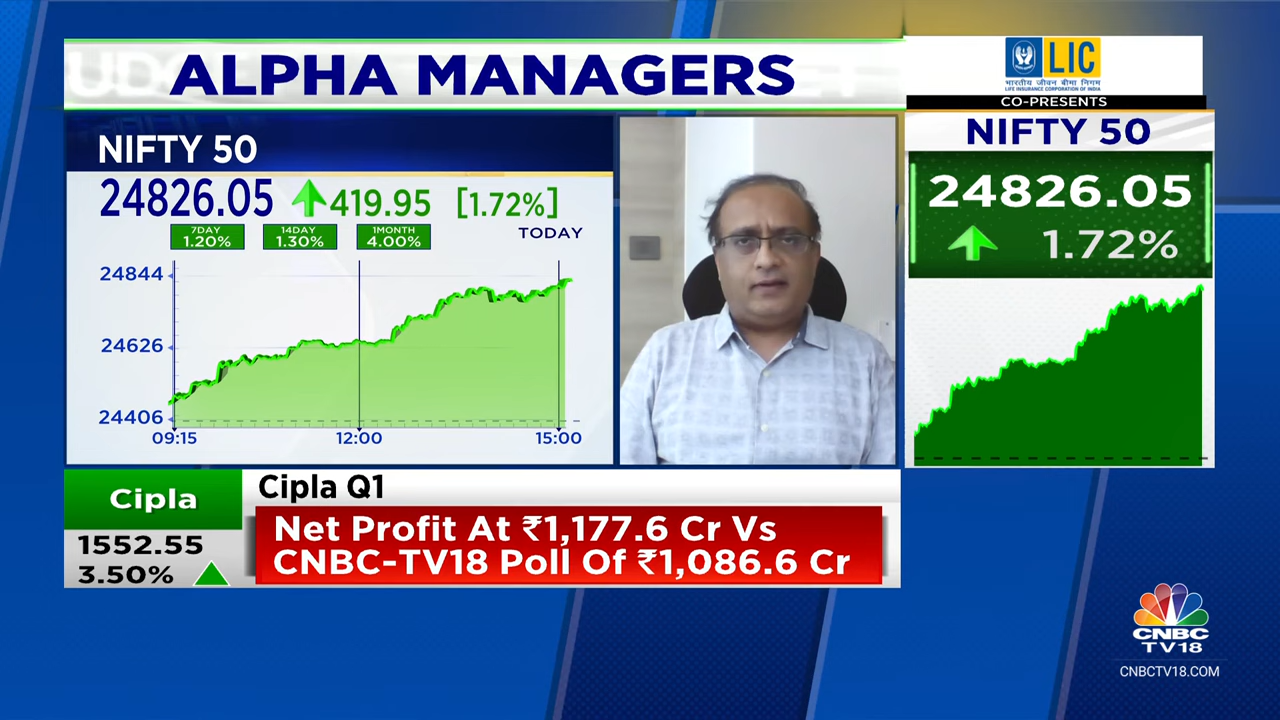 ALPHA MANAGERS
LIC
भारतीय जीवन बीमा निगम
LIFE INSURANCE CORPORATION OF INDIA
CO-PRESENTS
NIFTY 50
24826.05
1.72%
NIFTY 50
24826.05 419.95 [1.72%]
7DAY
1.20%
14DAY
1.30%
1MONTH
4.00%
TODAY
24844
24626
24406
09:15
12:00
15:00
Cipla
1552.55
3.50%
Cipla Q1
Net Profit At ₹1,177.6 Cr Vs
CNBC-TV18 Poll Of ₹1,086.6 Cr
CNBC
TV18
CNBCTV18.COM